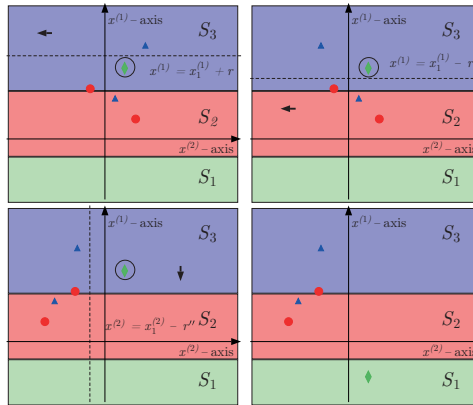 x^{(1)} – axis
S_3
x^{(1)} = x_1^{(1)} + r
S_2
x^{(2)} – axis
S_1
x^{(1)} – axis
S_3
x^{(1)} = x_1^{(1)} – r
S_2
x^{(2)} – axis
S_1
x^{(1)} – axis
S_3
x^{(2)} = x_1^{(2)} – r''
S_2
x^{(2)} – axis
S_1
x^{(1)} – axis
S_3
S_2
x^{(2)} – axis
S_1